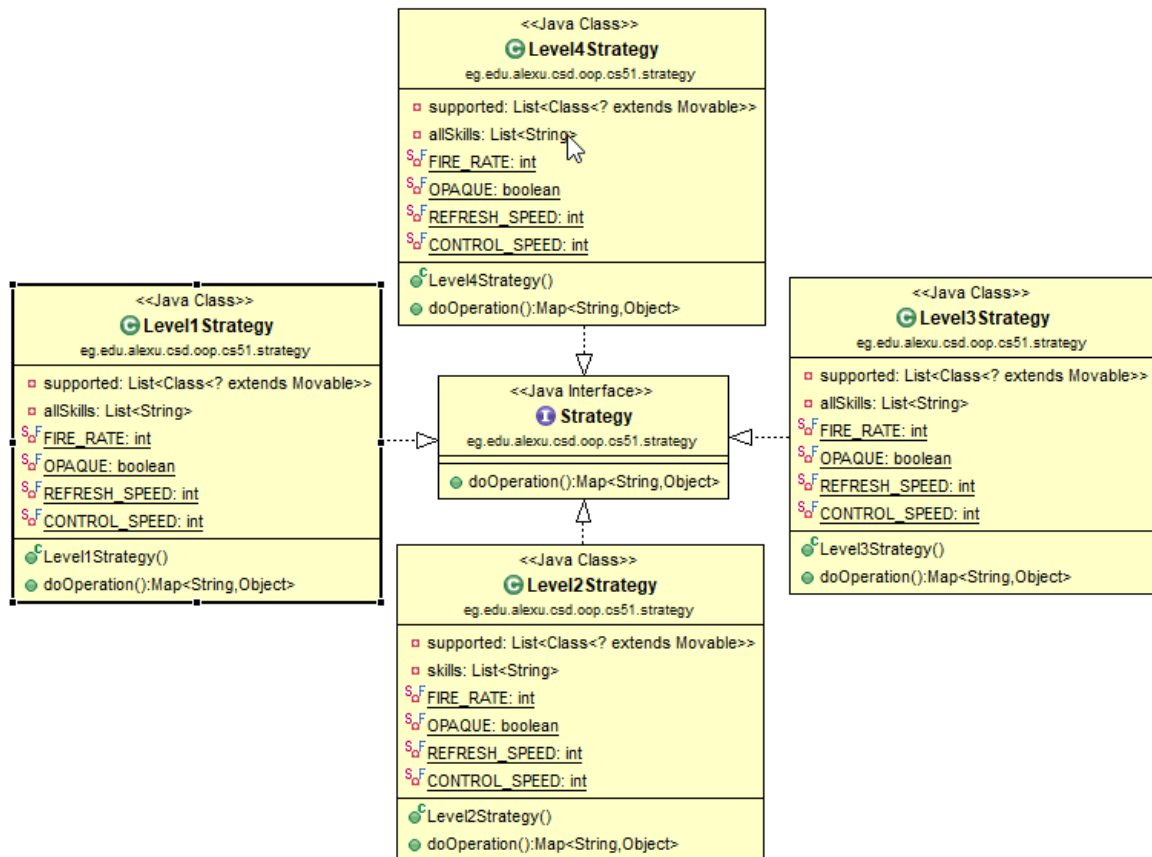 <<Java Class>>
C Level4Strategy
eg.edu.alexu.csd.oop.cs51.strategy
supported: List<Class<? extends Movable>>
allSkills: List<String>
S F FIRE_RATE: int
S F OPAQUE: boolean
S F REFRESH_SPEED: int
S F CONTROL_SPEED: int
C Level4Strategy()
doOperation():Map<String,Object>
<<Java Class>>
C Level1Strategy
eg.edu.alexu.csd.oop.cs51.strategy
supported: List<Class<? extends Movable>>
allSkills: List<String>
S F FIRE_RATE: int
S F OPAQUE: boolean
S F REFRESH_SPEED: int
S F CONTROL_SPEED: int
C Level1Strategy()
doOperation():Map<String,Object>
<<Java Interface>>
I Strategy
eg.edu.alexu.csd.oop.cs51.strategy
doOperation():Map<String,Object>
<<Java Class>>
C Level3Strategy
eg.edu.alexu.csd.oop.cs51.strategy
supported: List<Class<? extends Movable>>
allSkills: List<String>
S F FIRE_RATE: int
S F OPAQUE: boolean
S F REFRESH_SPEED: int
S F CONTROL_SPEED: int
C Level3Strategy()
doOperation():Map<String,Object>
<<Java Class>>
C Level2Strategy
eg.edu.alexu.csd.oop.cs51.strategy
supported: List<Class<? extends Movable>>
skills: List<String>
S F FIRE_RATE: int
S F OPAQUE: boolean
S F REFRESH_SPEED: int
S F CONTROL_SPEED: int
C Level2Strategy()
doOperation():Map<String,Object>